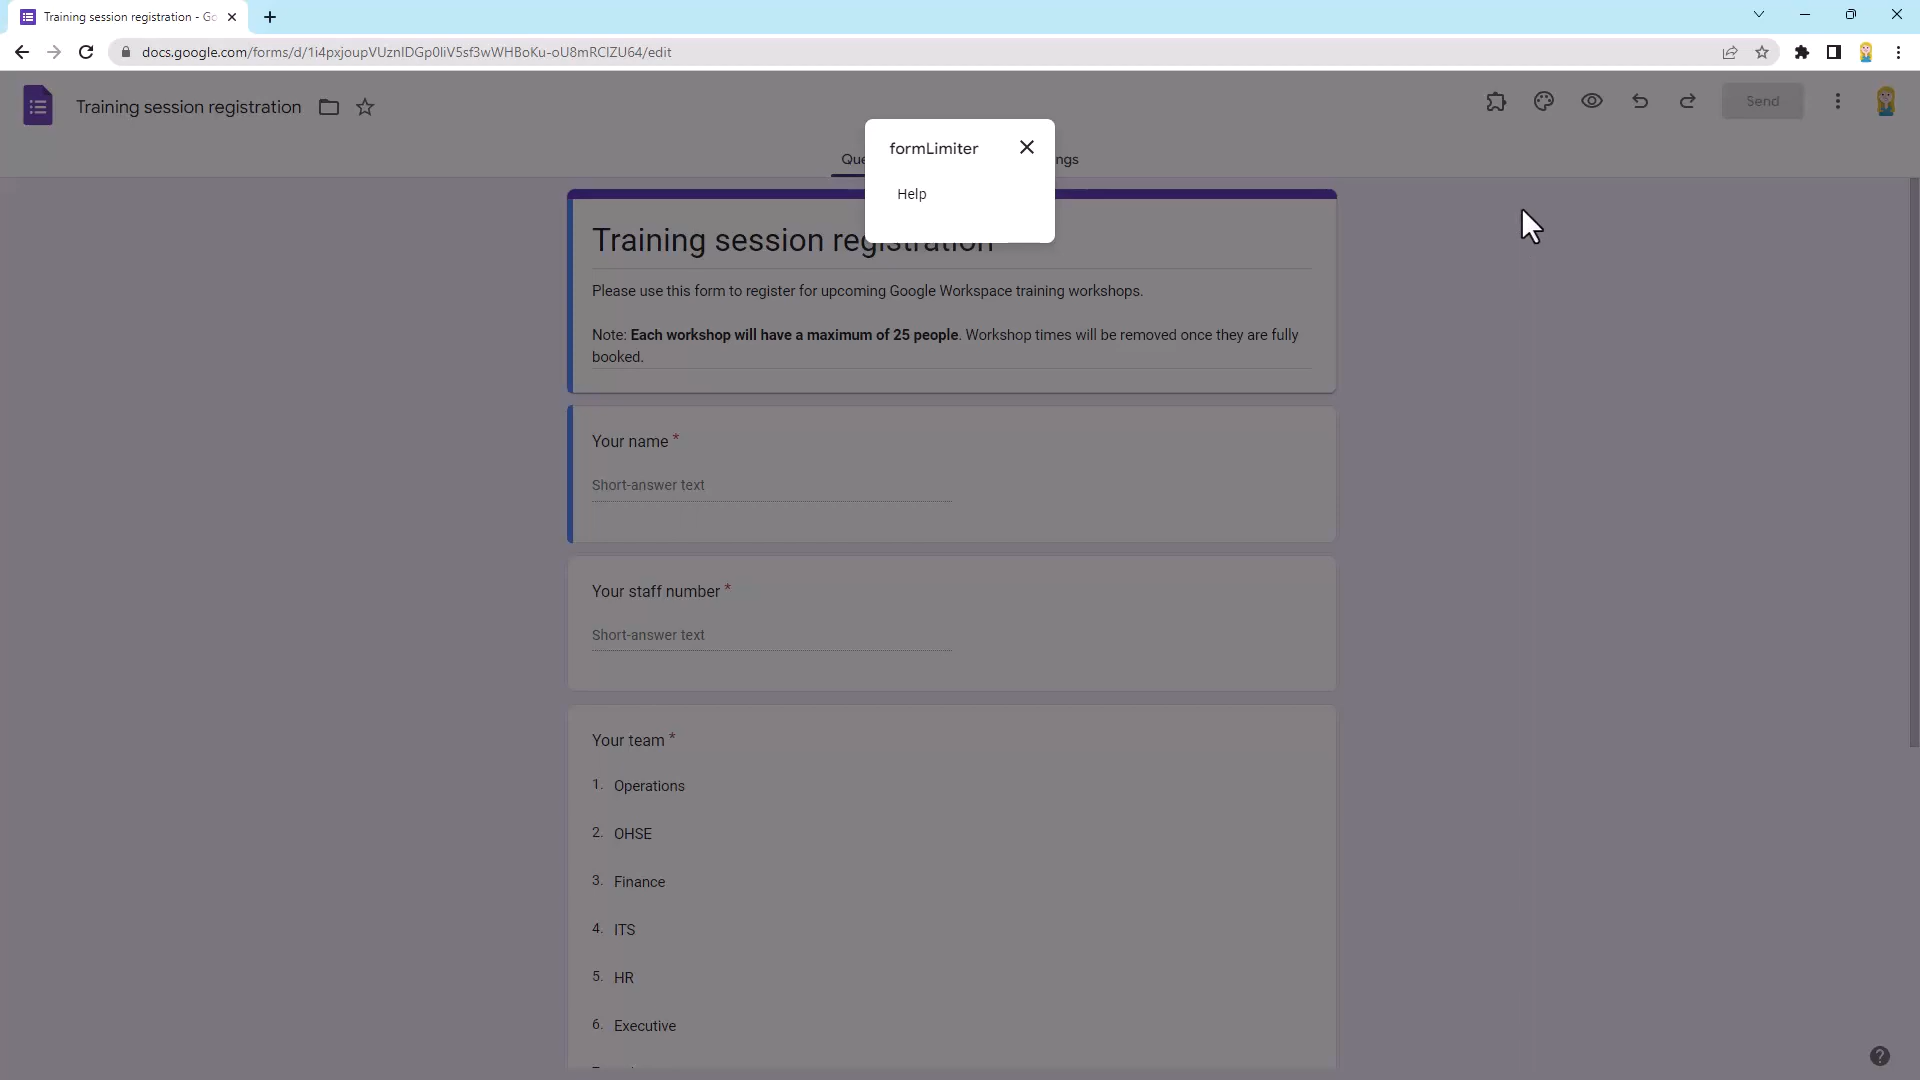 Training session registration - Go
docs.google.com/forms/d/1i4pxjoupVUznIDGp0liV5sf3wWHBoKu-oU8mRClZU64/edit
Training session registration
Send
formLimiter
Que
ngs
Help
Training session registration
Please use this form to register for upcoming Google Workspace training workshops.
Note: Each workshop will have a maximum of 25 people. Workshop times will be removed once they are fully
booked.
Your name *
Short-answer text
Your staff number *
Short-answer text
Your team *
1. Operations
2. OHSE
3. Finance
4. ITS
5. HR
6. Executive